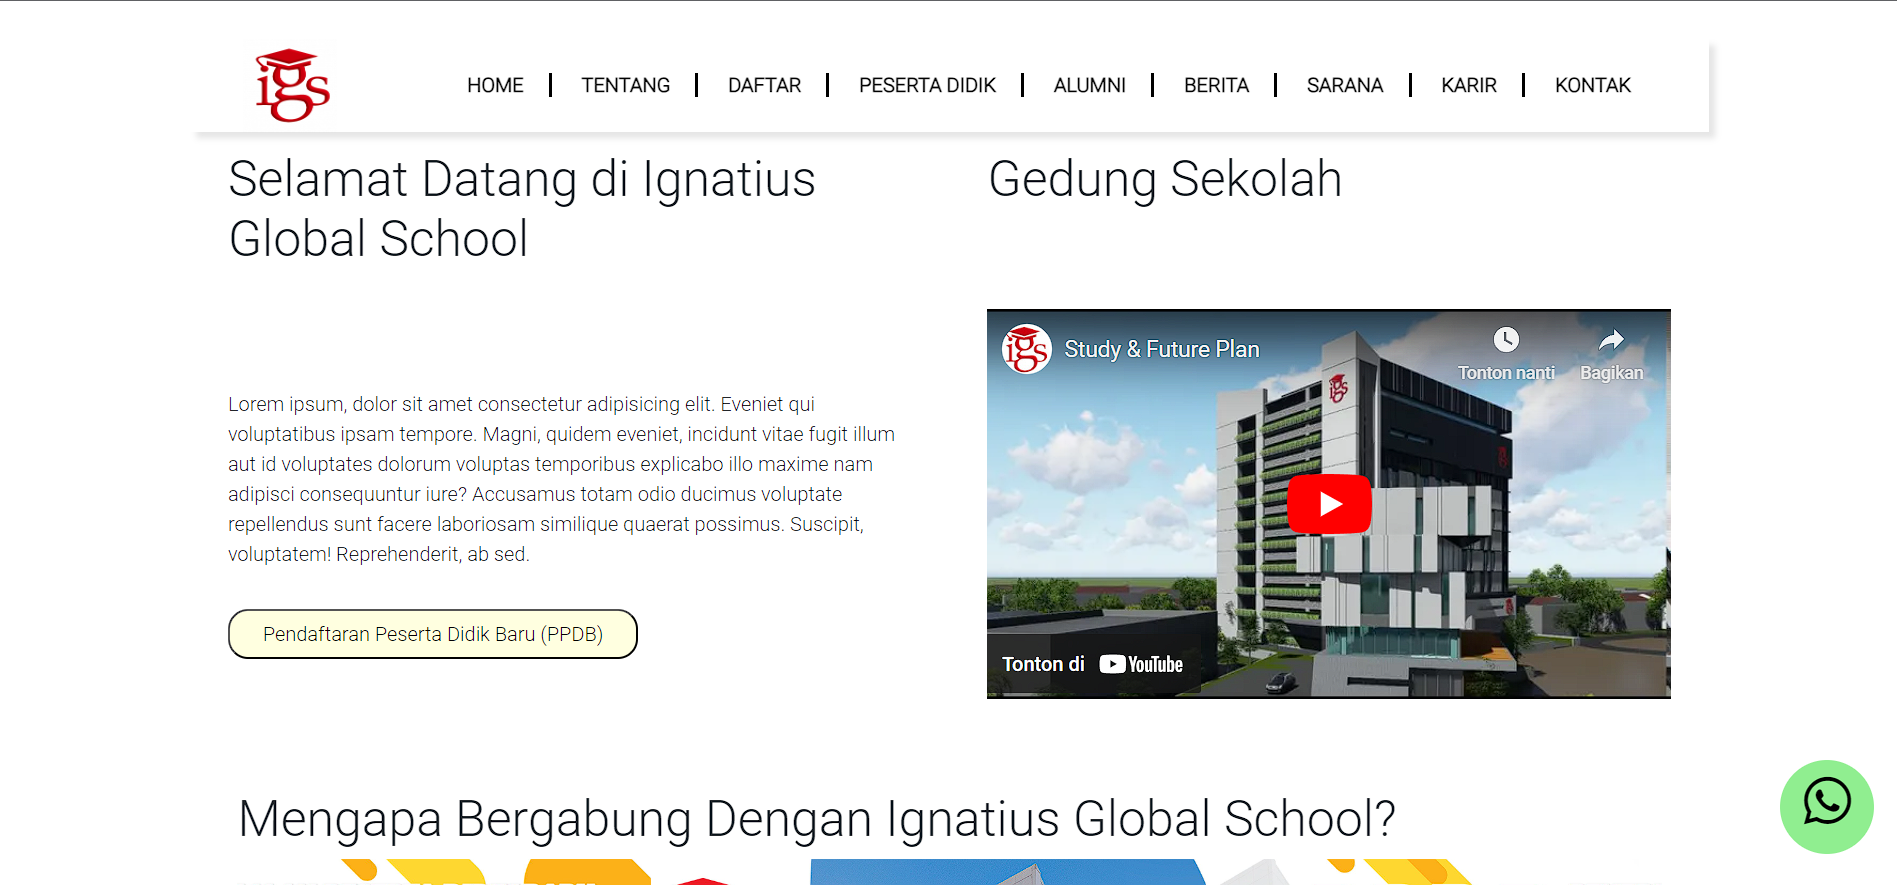 igs
HOME
TENTANG
DAFTAR
PESERTA DIDIK
ALUMNI
BERITA
SARANA
KARIR
KONTAK
Selamat Datang di Ignatius
Global School
Lorem ipsum, dolor sit amet consectetur adipisicing elit. Eveniet qui
voluptatibus ipsam tempore. Magni, quidem eveniet, incidunt vitae fugit illum
aut id voluptates dolorum voluptas temporibus explicabo illo maxime nam
adipisci consequuntur iure? Accusamus totam odio ducimus voluptate
repellendus sunt facere laboriosam similique quaerat possimus. Suscipit,
voluptatem! Reprehenderit, ab sed.
Pendaftaran Peserta Didik Baru (PPDB)
Gedung Sekolah
igs
Study & Future Plan
Tonton nanti
Bagikan
igs
Tonton di YouTube
Mengapa Bergabung Dengan Ignatius Global School?